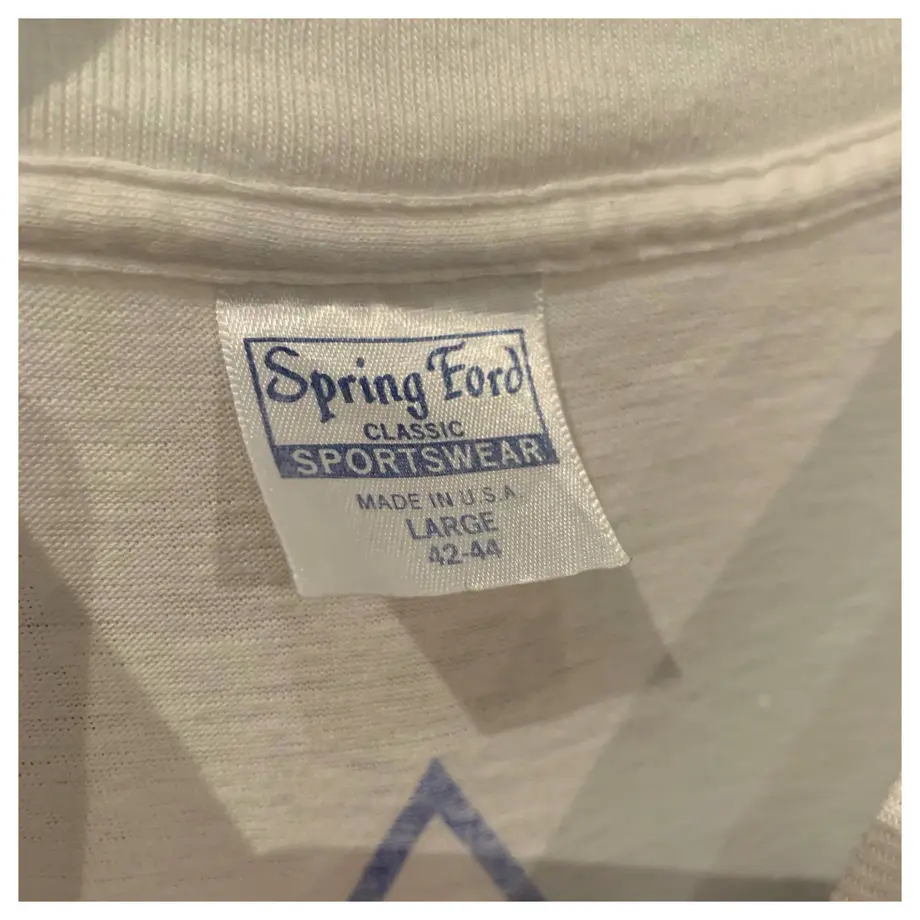 Spring Ford
CLASSIC
SPORTSWEAR
MADE IN U.S.A.
LARGE
42-44